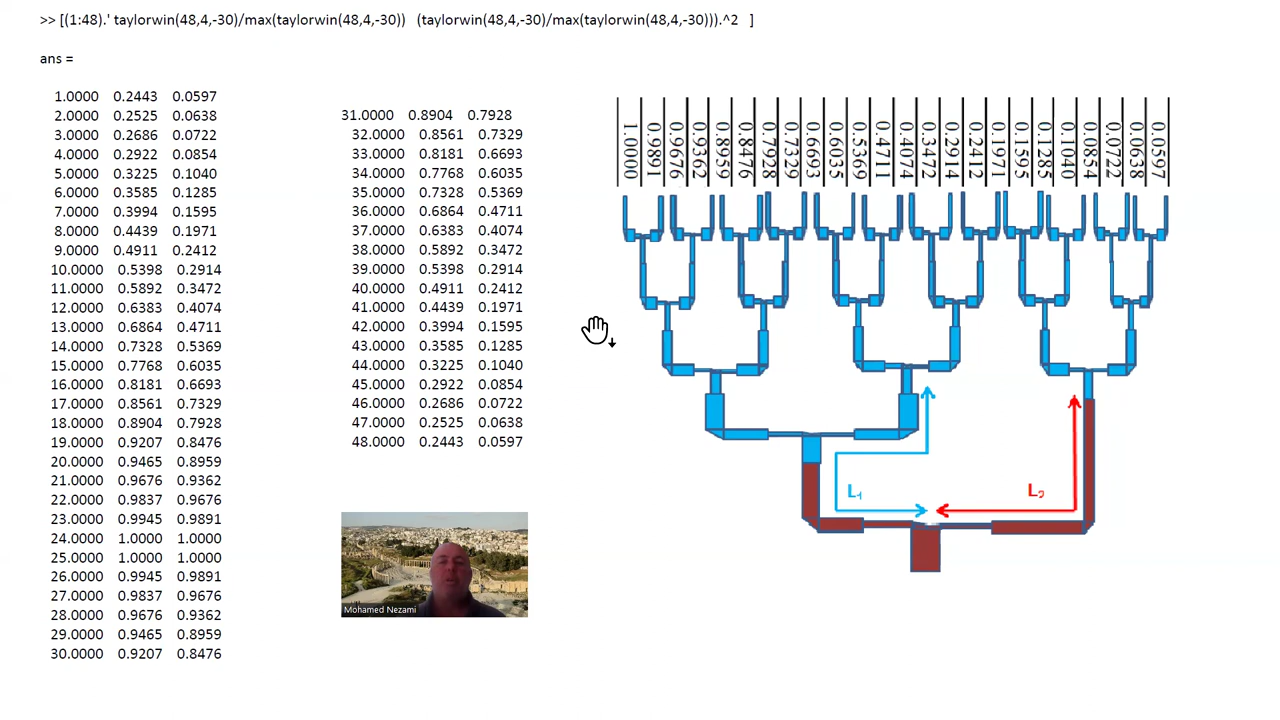 >> [(1:48).' taylorwin(48,4,-30)/max(taylorwin(48,4,-30)) (taylorwin(48,4,-30)/max(taylorwin(48,4,-30))).^2 ]
ans =
1.0000 0.2443 0.0597
2.0000 0.2525 0.0638
3.0000 0.2686 0.0722
4.0000 0.2922 0.0854
5.0000 0.3225 0.1040
6.0000 0.3585 0.1285
7.0000 0.3994 0.1595
8.0000 0.4439 0.1971
9.0000 0.4911 0.2412
10.0000 0.5398 0.2914
11.0000 0.5892 0.3472
12.0000 0.6383 0.4074
13.0000 0.6864 0.4711
14.0000 0.7328 0.5369
15.0000 0.7768 0.6035
16.0000 0.8181 0.6693
17.0000 0.8561 0.7329
18.0000 0.8904 0.7928
19.0000 0.9207 0.8476
20.0000 0.9465 0.8959
21.0000 0.9676 0.9362
22.0000 0.9837 0.9676
23.0000 0.9945 0.9891
24.0000 1.0000 1.0000
25.0000 1.0000 1.0000
26.0000 0.9945 0.9891
27.0000 0.9837 0.9676
28.0000 0.9676 0.9362
29.0000 0.9465 0.8959
30.0000 0.9207 0.8476
31.0000 0.8904 0.7928
32.0000 0.8561 0.7329
33.0000 0.8181 0.6693
34.0000 0.7768 0.6035
35.0000 0.7328 0.5369
36.0000 0.6864 0.4711
37.0000 0.6383 0.4074
38.0000 0.5892 0.3472
39.0000 0.5398 0.2914
40.0000 0.4911 0.2412
41.0000 0.4439 0.1971
42.0000 0.3994 0.1595
43.0000 0.3585 0.1285
44.0000 0.3225 0.1040
45.0000 0.2922 0.0854
46.0000 0.2686 0.0722
47.0000 0.2525 0.0638
48.0000 0.2443 0.0597
Mohamed Nezami
1.0000
0.9891
0.9676
0.9362
0.8959
0.8476
0.7928
0.7329
0.6693
0.6035
0.5369
0.4711
0.4074
0.3472
0.2914
0.2412
0.1971
0.1595
0.1285
0.1040
0.0854
0.0722
0.0638
0.0597
L1
L2